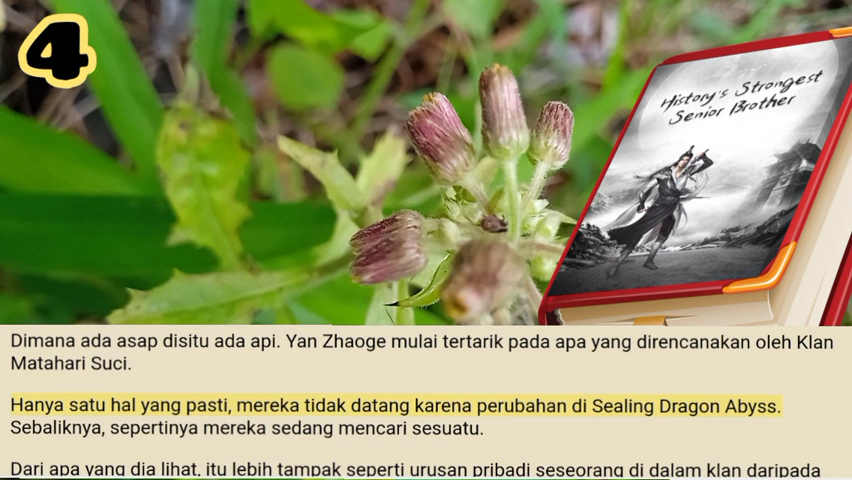 4
History's Strongest
Senior Brother
Dimana ada asap disitu ada api. Yan Zhaoge mulai tertarik pada apa yang direncanakan oleh Klan
Matahari Suci.
Hanya satu hal yang pasti, mereka tidak datang karena perubahan di Sealing Dragon Abyss.
Sebaliknya, sepertinya mereka sedang mencari sesuatu.
Dari apa yang dia lihat, itu lebih tampak seperti urusan pribadi seseorang di dalam klan daripada